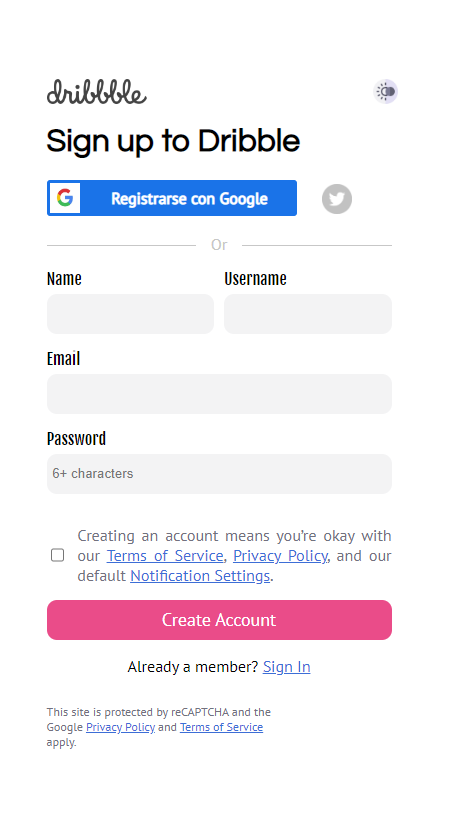 dribbble
Sign up to Dribble
Registrarse con Google
Or
Name Username
Email
Password
6+ characters
Creating an account means you're okay with
our Terms of Service, Privacy Policy, and our
default Notification Settings.
Create Account
Already a member? Sign In
This site is protected by reCAPTCHA and the
Google Privacy Policy and Terms of Service
apply.